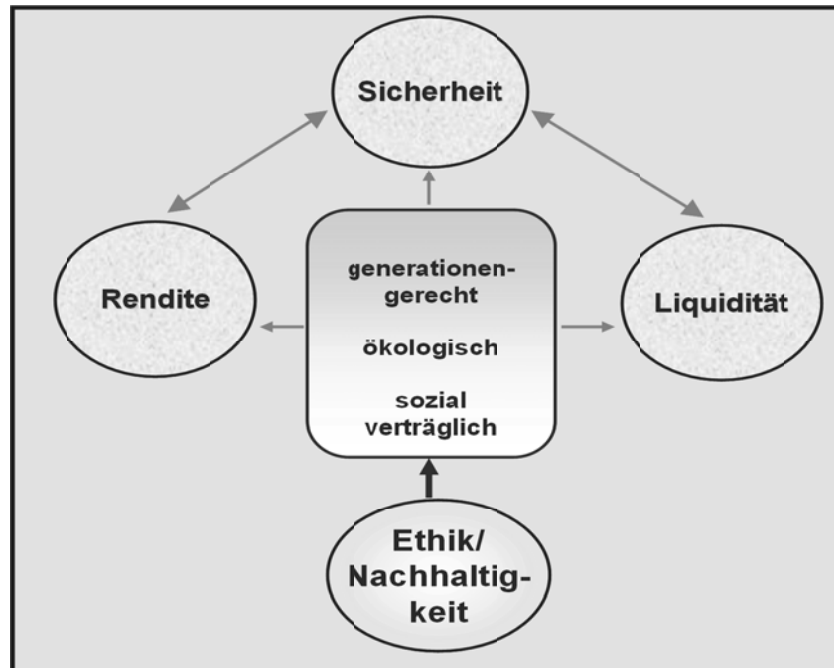 Sicherheit
Rendite
generationen-
gerecht
ökologisch
sozial
verträglich
Liquidität
Ethik/
Nachhaltig-
keit